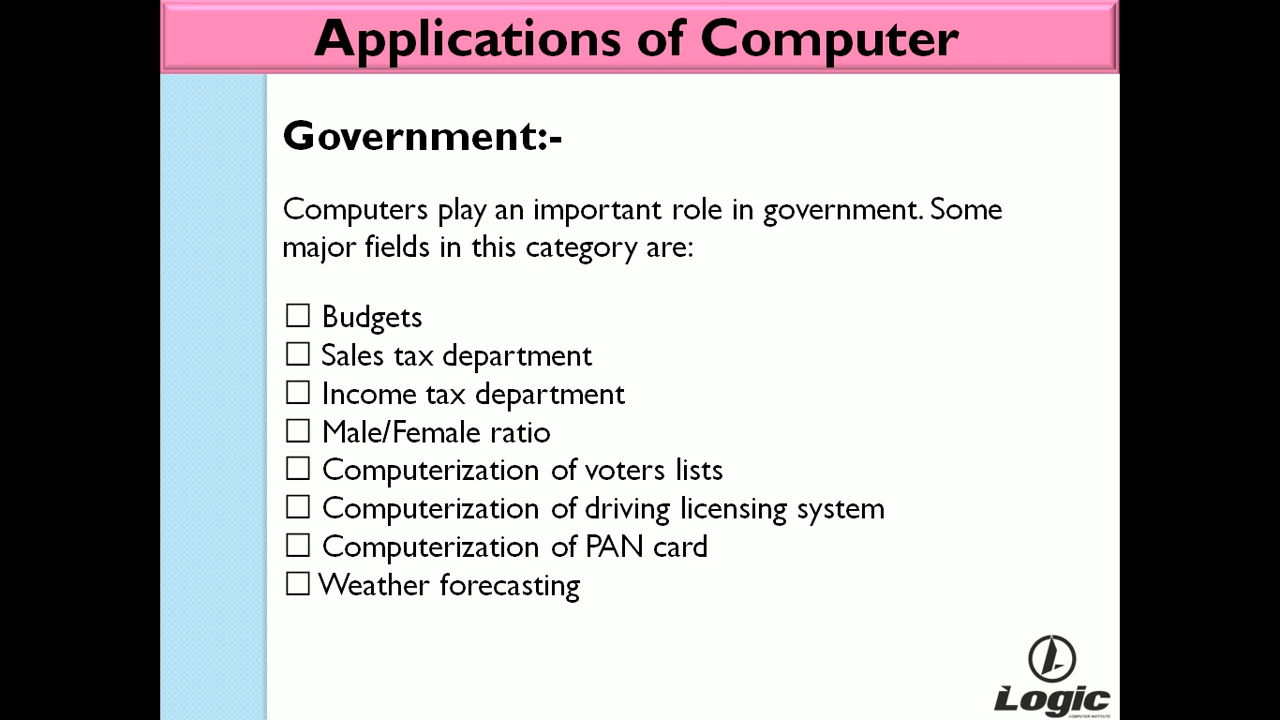 Applications of Computer
Government:-
Computers play an important role in government. Some
major fields in this category are:
☐ Budgets
☐ Sales tax department
☐ Income tax department
☐ Male/Female ratio
☐ Computerization of voters lists
☐ Computerization of driving licensing system
☐ Computerization of PAN card
☐ Weather forecasting
Logic
COMPUTER INSTITUTE